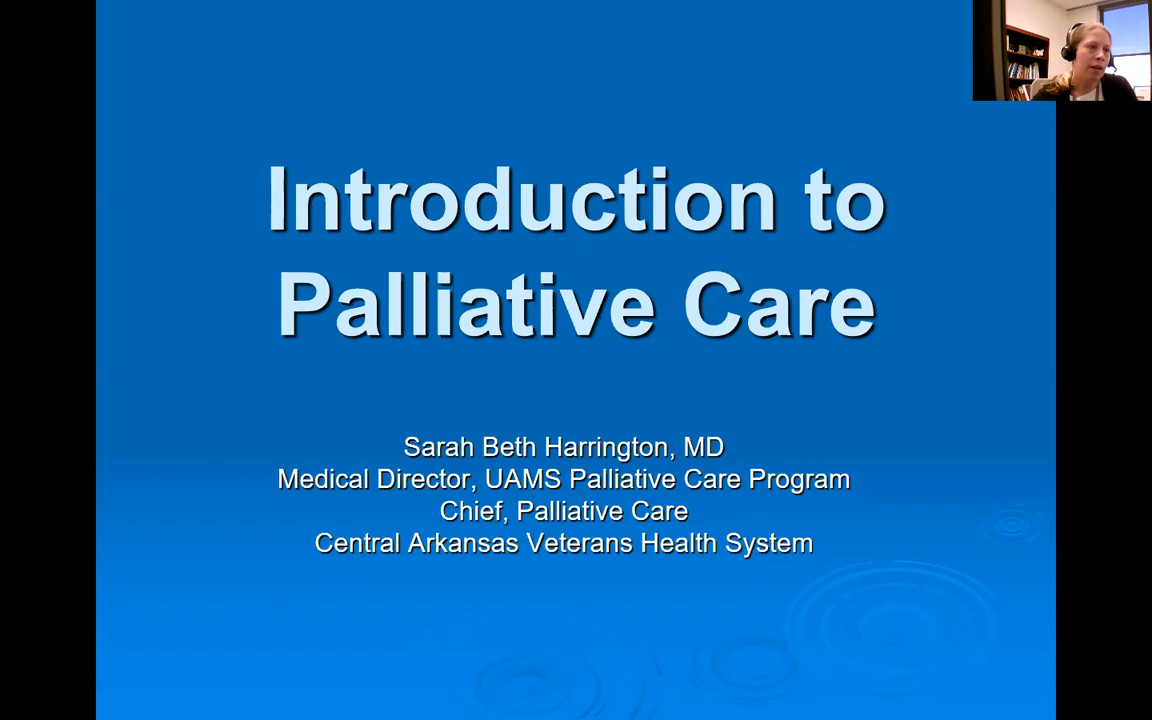 Introduction to
Palliative Care
Sarah Beth Harrington, MD
Medical Director, UAMS Palliative Care Program
Chief, Palliative Care
Central Arkansas Veterans Health System